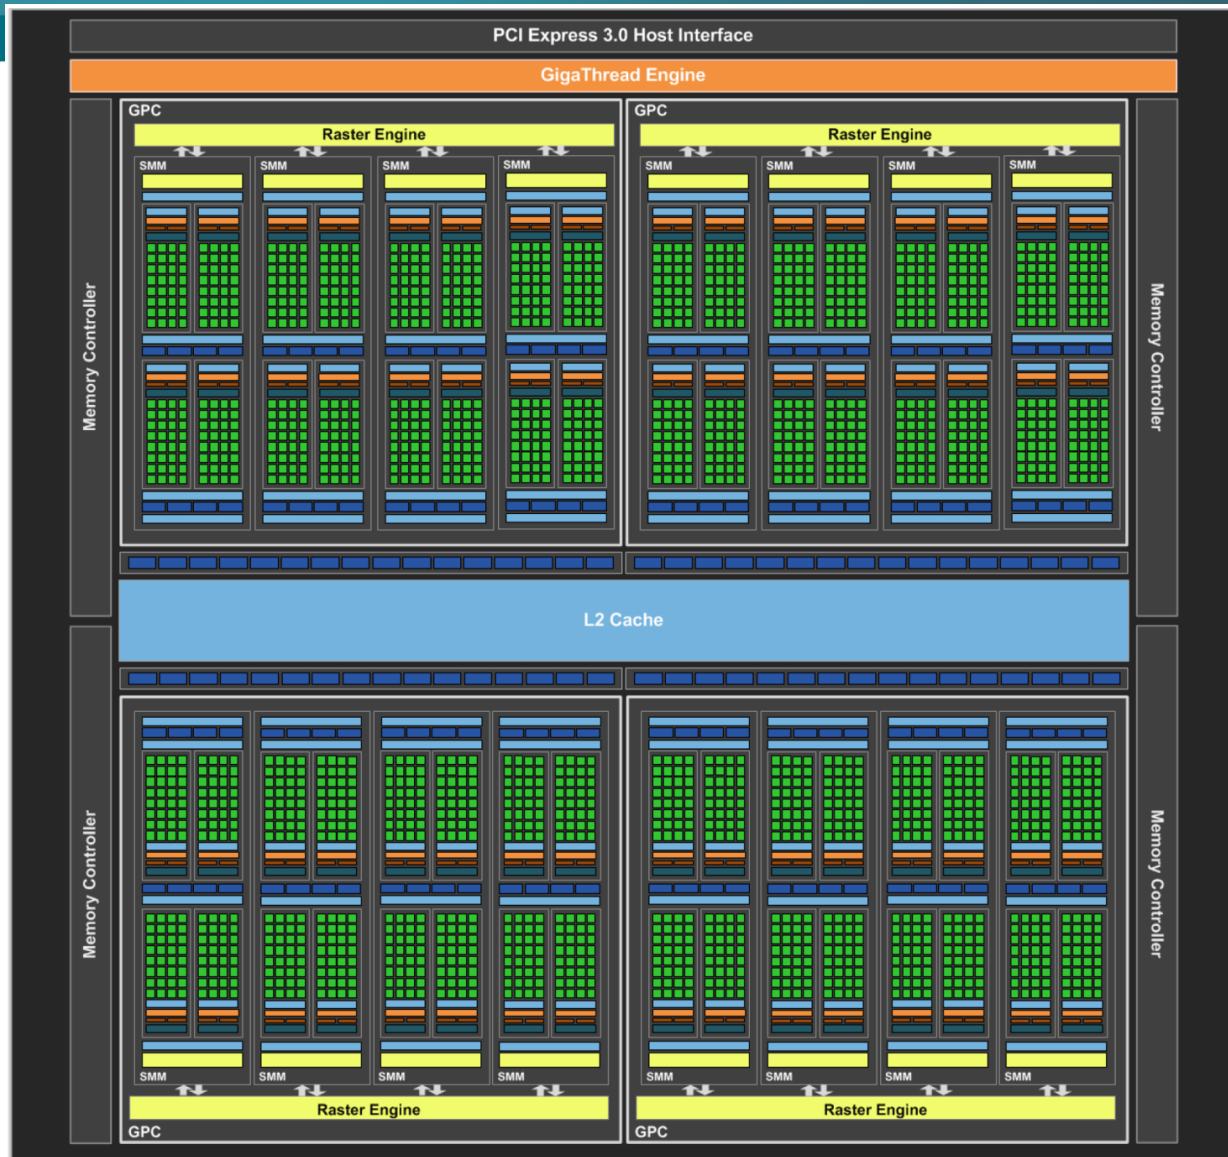 PCI Express 3.0 Host Interface
GigaThread Engine
GPC
GPC
Raster Engine
Raster Engine
SMM
SMM
SMM
SMM
SMM
SMM
SMM
SMM
Memory Controller
Memory Controller
L2 Cache
Memory Controller
Memory Controller
SMM
SMM
SMM
SMM
SMM
SMM
SMM
SMM
Raster Engine
Raster Engine
GPC
GPC